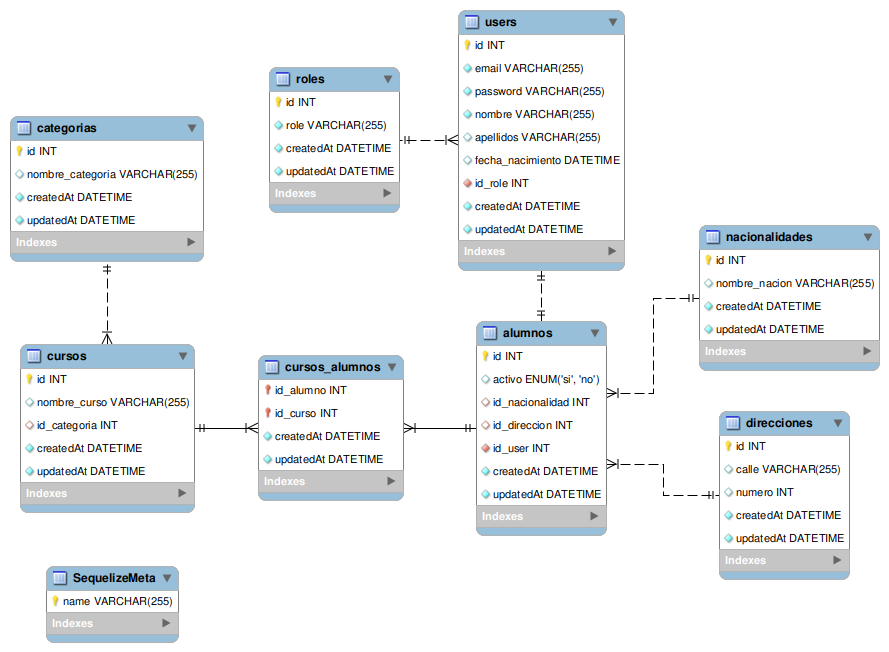 users
id INT
email VARCHAR(255)
password VARCHAR(255)
nombre VARCHAR(255)
apellidos VARCHAR(255)
fecha_nacimiento DATETIME
id_role INT
createdAt DATETIME
updatedAt DATETIME
Indexes
roles
id INT
role VARCHAR(255)
createdAt DATETIME
updatedAt DATETIME
Indexes
categorias
id INT
nombre_categoria VARCHAR(255)
createdAt DATETIME
updatedAt DATETIME
Indexes
nacionalidades
id INT
nombre_nacion VARCHAR(255)
createdAt DATETIME
updatedAt DATETIME
Indexes
cursos
id INT
nombre_curso VARCHAR(255)
id_categoria INT
createdAt DATETIME
updatedAt DATETIME
Indexes
cursos_alumnos
id_alumno INT
id_curso INT
createdAt DATETIME
updatedAt DATETIME
Indexes
alumnos
id INT
activo ENUM('si', 'no')
id_nacionalidad INT
id_direccion INT
id_user INT
createdAt DATETIME
updatedAt DATETIME
Indexes
direcciones
id INT
calle VARCHAR(255)
numero INT
createdAt DATETIME
updatedAt DATETIME
Indexes
SequelizeMeta
name VARCHAR(255)
Indexes